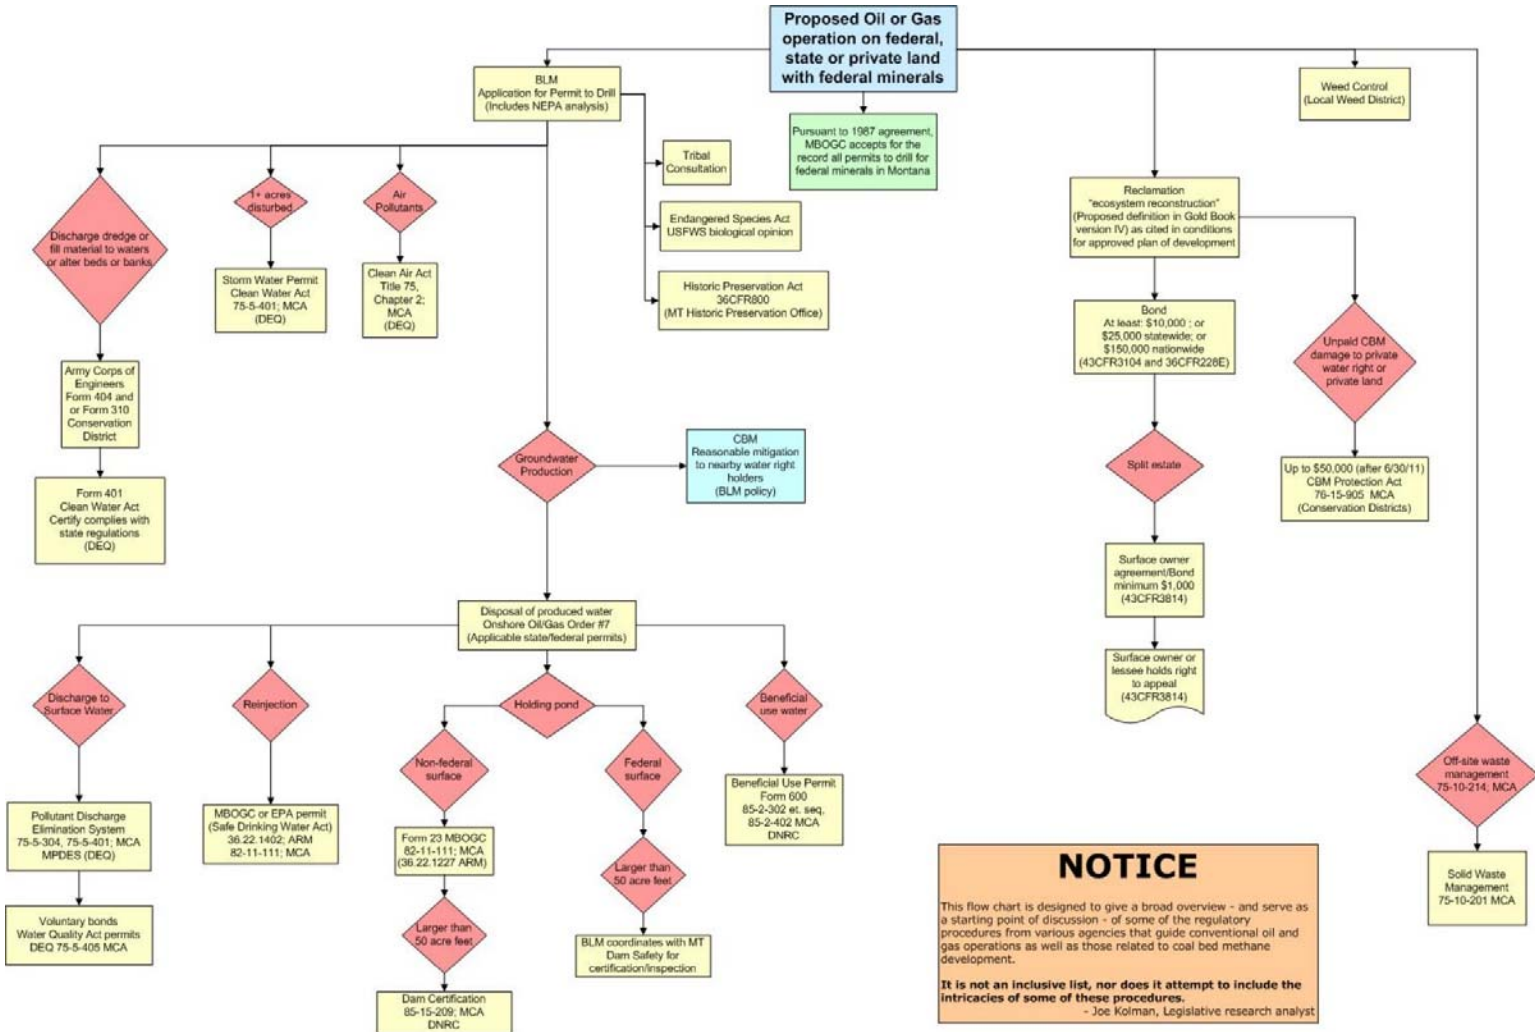 Proposed Oil or Gas
operation on federal,
state or private land
with federal minerals
BLM
Application for Permit to Drill
(Includes NEPA analysis)
Weed Control
(Local Weed District)
Pursuant to 1987 agreement,
MBOGC accepts for the
record all permits to drill for
federal minerals in Montana
Tribal
Consultation
Endangered Species Act
USFWS biological opinion
Historic Preservation Act
36CFR800
(MT Historic Preservation Office)
Discharge dredge or
fill material to waters
or alter beds or banks
1+ acres
disturbed
Air
Pollutants
Storm Water Permit
Clean Water Act
75-5-401; MCA
(DEQ)
Clean Air Act
Title 75,
Chapter 2;
MCA
(DEQ)
Army Corps of
Engineers
Form 404 and
or Form 310
Conservation
District
Form 401
Clean Water Act
Certify complies with
state regulations
(DEQ)
Groundwater
Production
CBM
Reasonable mitigation
to nearby water right
holders
(BLM policy)
Reclamation
"ecosystem reconstruction"
(Proposed definition in Gold Book
version IV) as cited in conditions
for approved plan of development
Bond
At least: $10,000 ; or
$25,000 statewide; or
$150,000 nationwide
(43CFR3104 and 36CFR228E)
Unpaid CBM
damage to private
water right or
private land
Split estate
Up to $50,000 (after 6/30/11)
CBM Protection Act
76-15-905 MCA
(Conservation Districts)
Surface owner
agreement/Bond
minimum $1,000
(43CFR3814)
Surface owner or
lessee holds right
to appeal
(43CFR3814)
Disposal of produced water
Onshore Oil/Gas Order #7
(Applicable state/federal permits)
Discharge to
Surface Water
Reinjection
Holding pond
Beneficial
use water
Non-federal
surface
Federal
surface
Pollutant Discharge
Elimination System
75-5-304, 75-5-401; MCA
MPDES (DEQ)
Voluntary bonds
Water Quality Act permits
DEQ 75-5-405 MCA
MBOGC or EPA permit
(Safe Drinking Water Act)
36.22.1402; ARM
82-11-111; MCA
Form 23 MBOGC
82-11-111; MCA
(36.22.1227 ARM)
Larger than
50 acre feet
Dam Certification
85-15-209; MCA
DNRC
Larger than
50 acre feet
BLM coordinates with MT
Dam Safety for
certification/inspection
Beneficial Use Permit
Form 600
85-2-302 et. seq,
85-2-402 MCA
DNRC
Off-site waste
management
75-10-214; MCA
Solid Waste
Management
75-10-201 MCA
NOTICE
This flow chart is designed to give a broad overview - and serve as
a starting point of discussion - of some of the regulatory
procedures from various agencies that guide conventional oil and
gas operations as well as those related to coal bed methane
development.
It is not an inclusive list, nor does it attempt to include the
intricacies of some of these procedures.
- Joe Kolman, Legislative research analyst